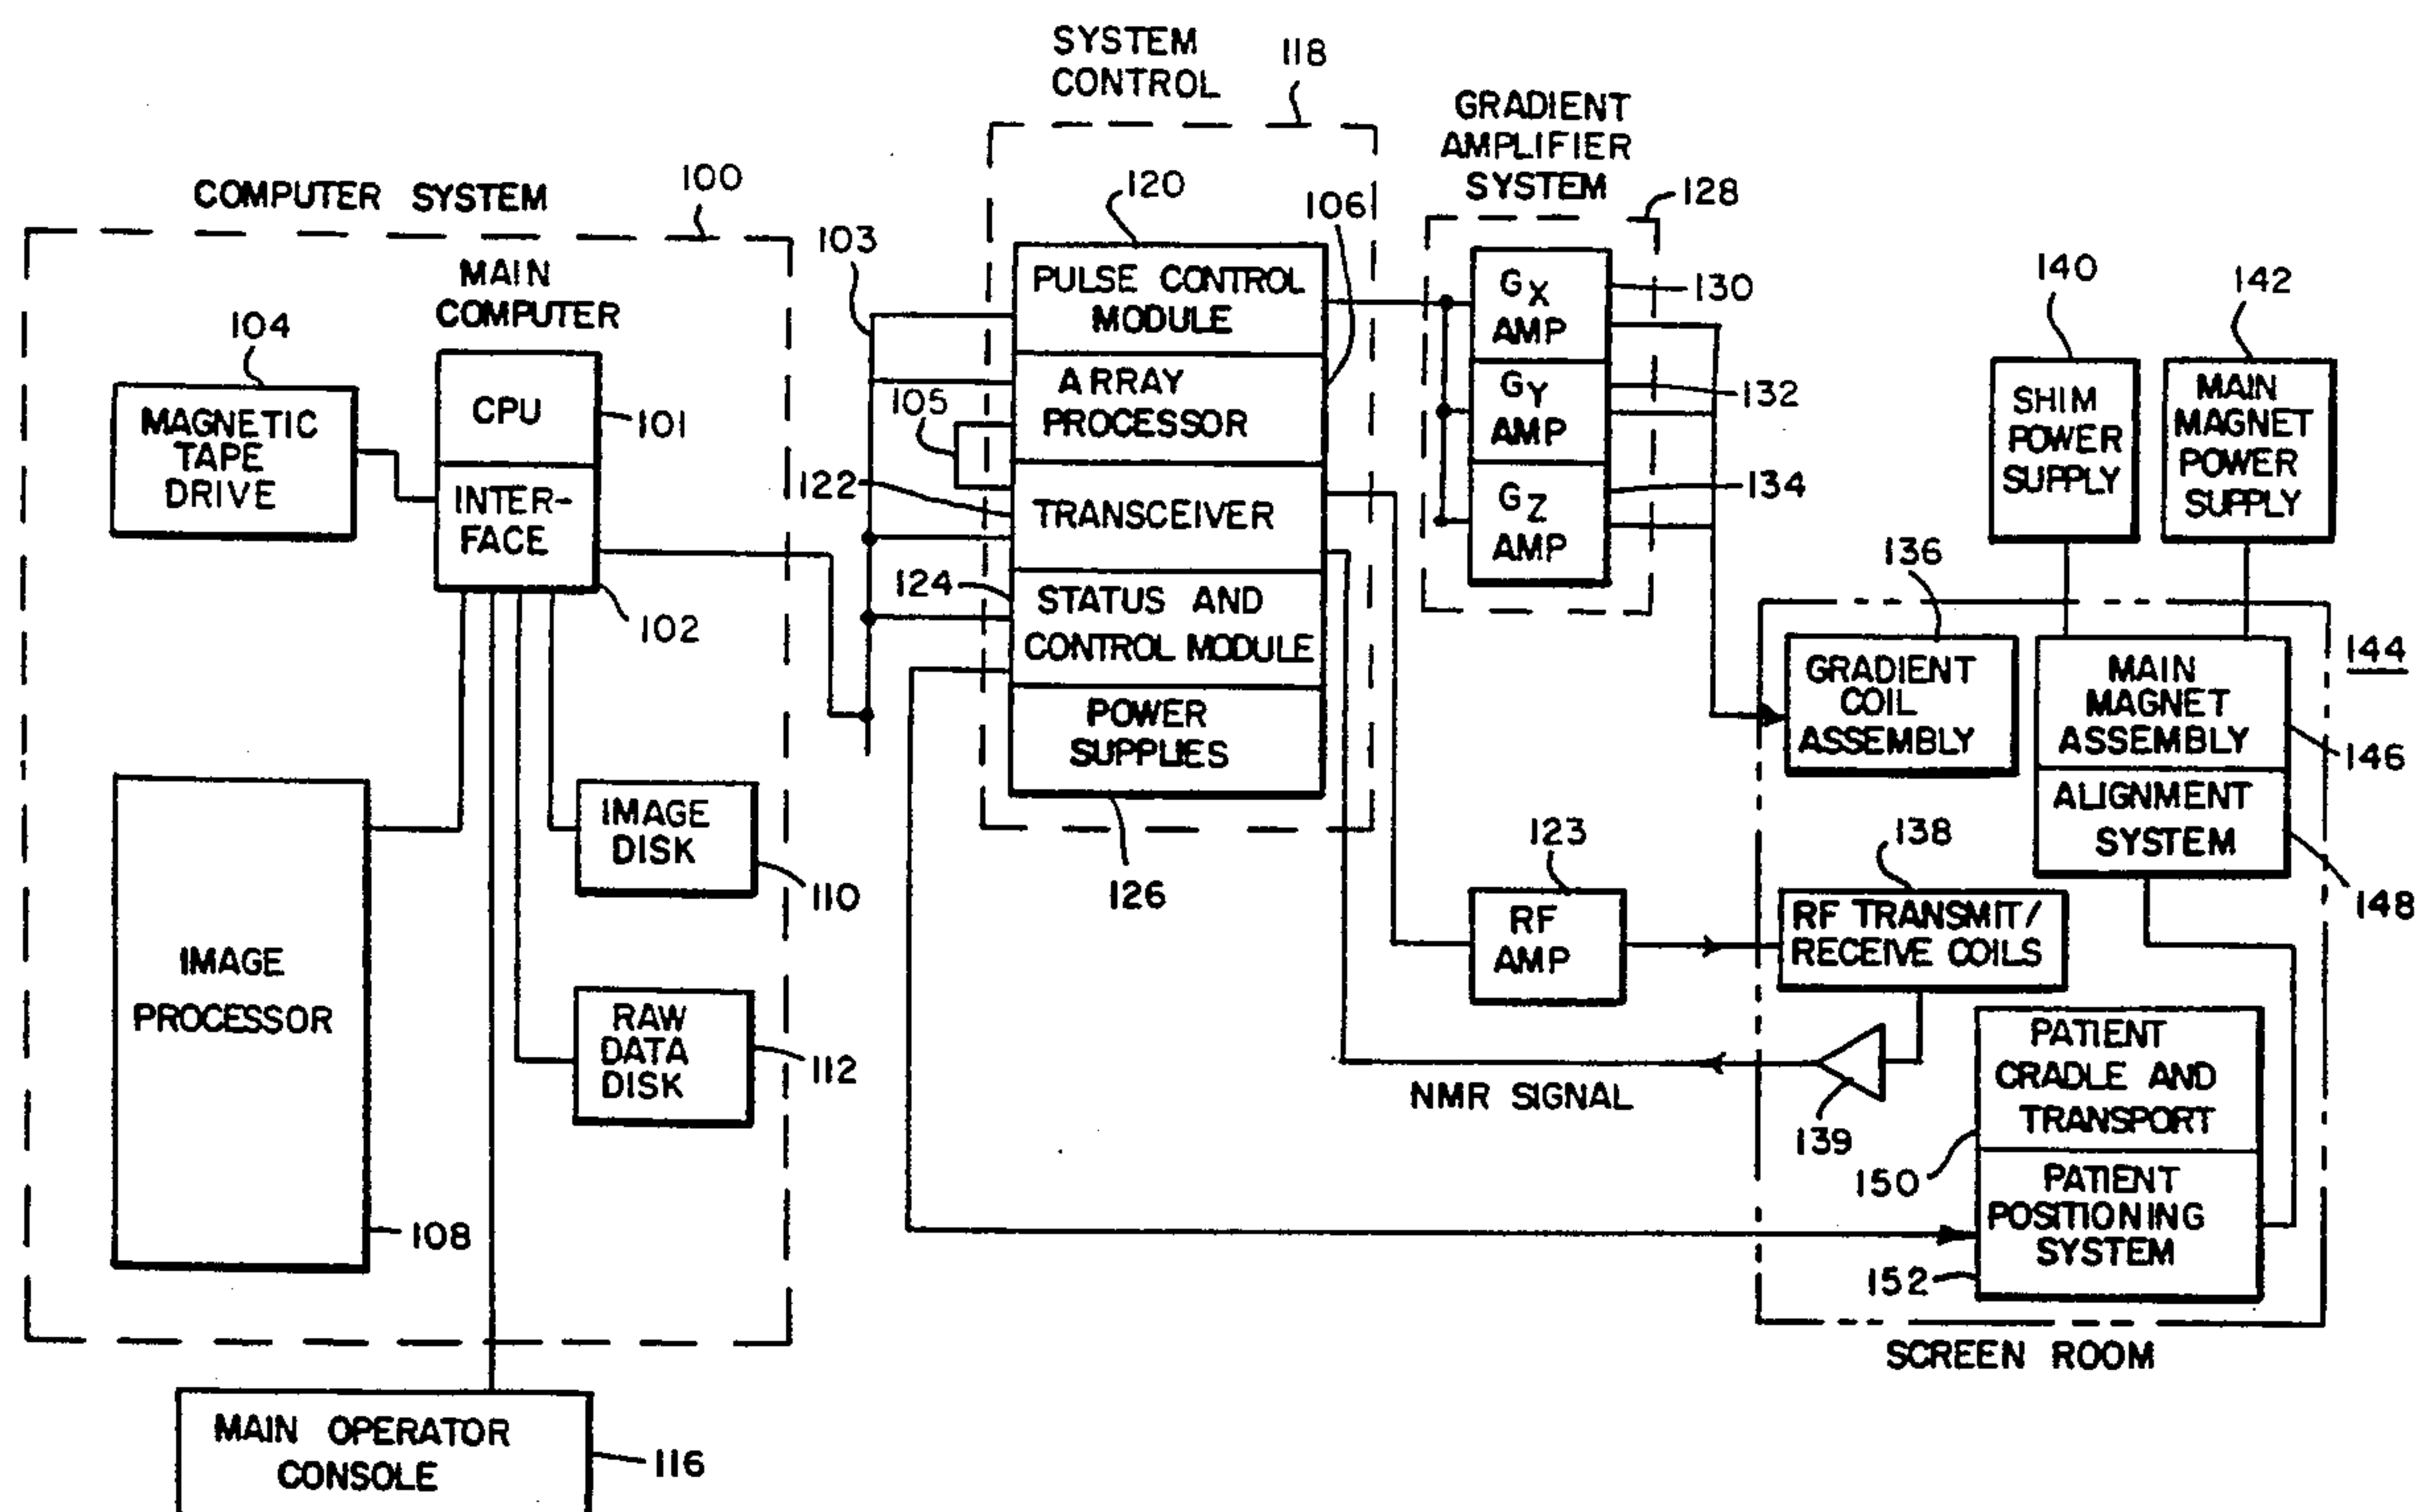 SYSTEM
CONTROL
118
GRADIENT
AMPLIFIER
SYSTEM
128
COMPUTER SYSTEM
100
MAIN
COMPUTER
104
MAGNETIC
TAPE
DRIVE
CPU
101
INTER-
FACE
102
103
105
120
106
PULSE CONTROL
MODULE
ARRAY
PROCESSOR
122
TRANSCEIVER
124
STATUS AND
CONTROL MODULE
POWER
SUPPLIES
126
GX
AMP
130
GY
AMP
132
GZ
AMP
134
140
SHIM
POWER
SUPPLY
142
MAIN
MAGNET
POWER
SUPPLY
136
GRADIENT
COIL
ASSEMBLY
144
MAIN
MAGNET
ASSEMBLY
146
ALIGNMENT
SYSTEM
148
IMAGE
PROCESSOR
108
IMAGE
DISK
110
RAW
DATA
DISK
112
123
RF
AMP
138
RF TRANSMIT/
RECEIVE COILS
NMR SIGNAL
139
PATIENT
CRADLE AND
TRANSPORT
150
PATIENT
POSITIONING
SYSTEM
152
SCREEN ROOM
MAIN OPERATOR
CONSOLE
116